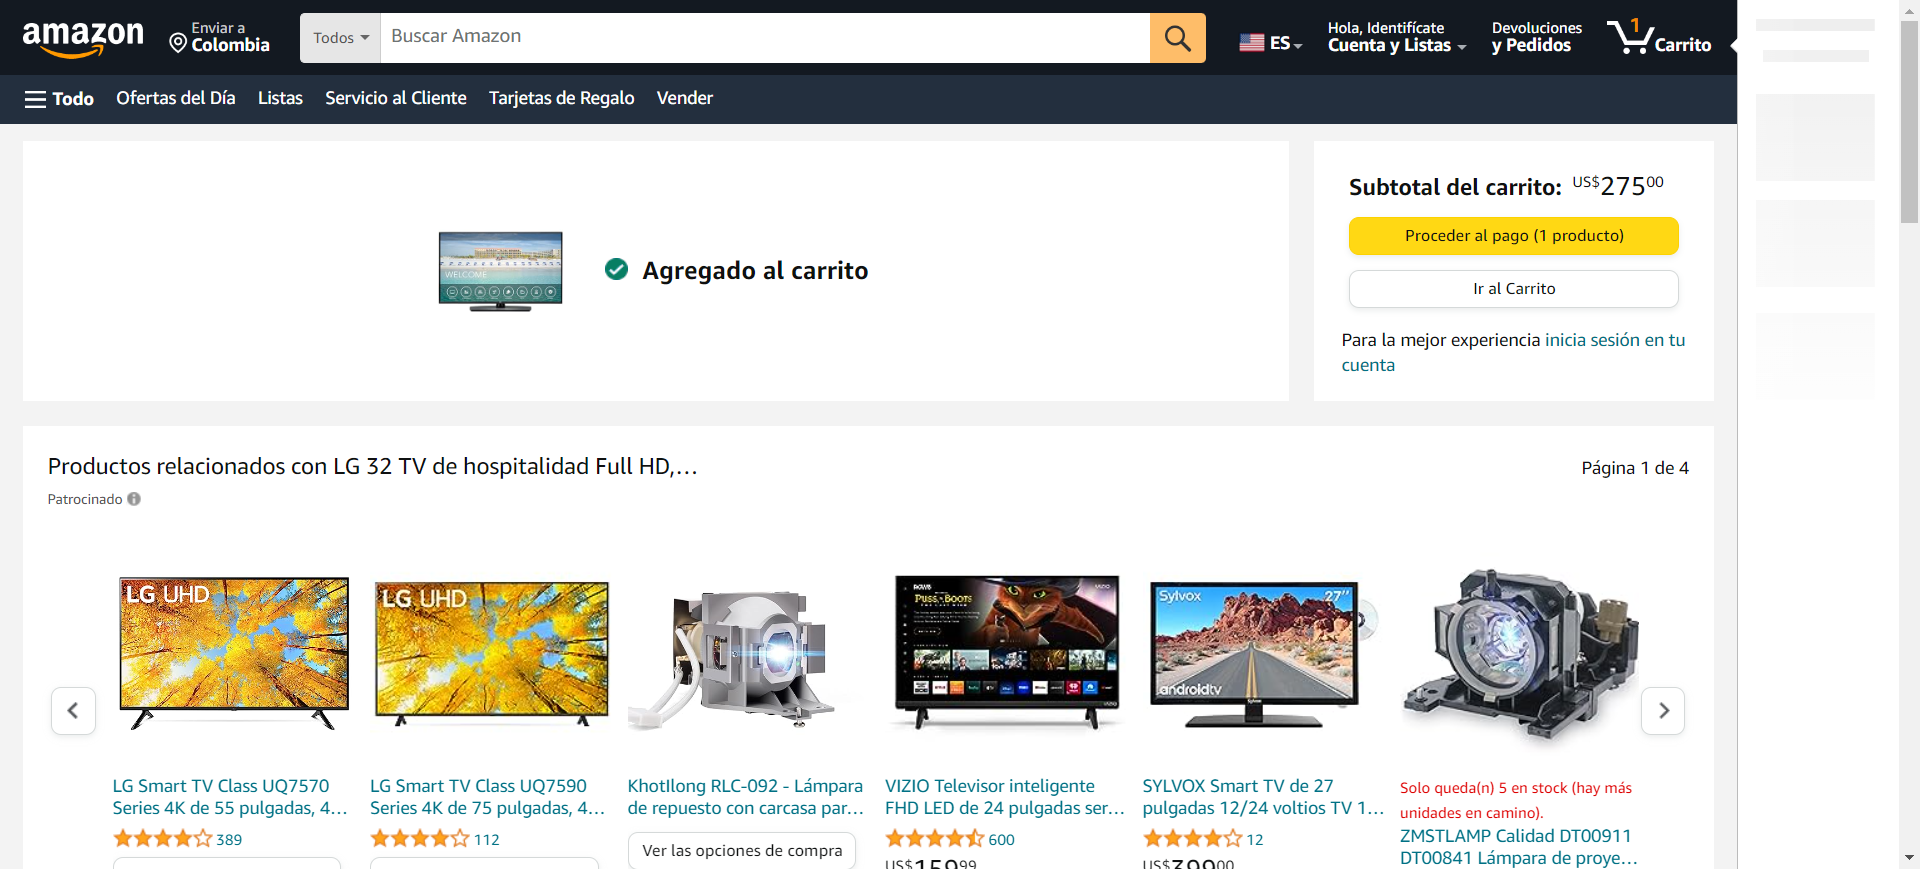 amazon
Enviar a
Colombia
Todos
Buscar Amazon
ES
Hola, Identifícate
Cuenta y Listas
Devoluciones
y Pedidos
1
Carrito
Todo
Ofertas del Día
Listas
Servicio al Cliente
Tarjetas de Regalo
Vender
WELCOME
Agregado al carrito
Subtotal del carrito: US$27500
Proceder al pago (1 producto)
Ir al Carrito
Para la mejor experiencia inicia sesión en tu
cuenta
Productos relacionados con LG 32 TV de hospitalidad Full HD,...
Página 1 de 4
Patrocinado
LG UHD
LG UHD
PUSS IN BOOTS
VIZIO
Sylvox
27"
androidtv
LG Smart TV Class UQ7570
Series 4K de 55 pulgadas, 4...
389
LG Smart TV Class UQ7590
Series 4K de 75 pulgadas, 4...
112
KhotIlong RLC-092 - Lámpara
de repuesto con carcasa par...
Ver las opciones de compra
VIZIO Televisor inteligente
FHD LED de 24 pulgadas ser...
600
US$15999
SYLVOX Smart TV de 27
pulgadas 12/24 voltios TV 1...
12
US$39900
Solo queda(n) 5 en stock (hay más
unidades en camino).
ZMSTLAMP Calidad DT00911
DT00841 Lámpara de proye...